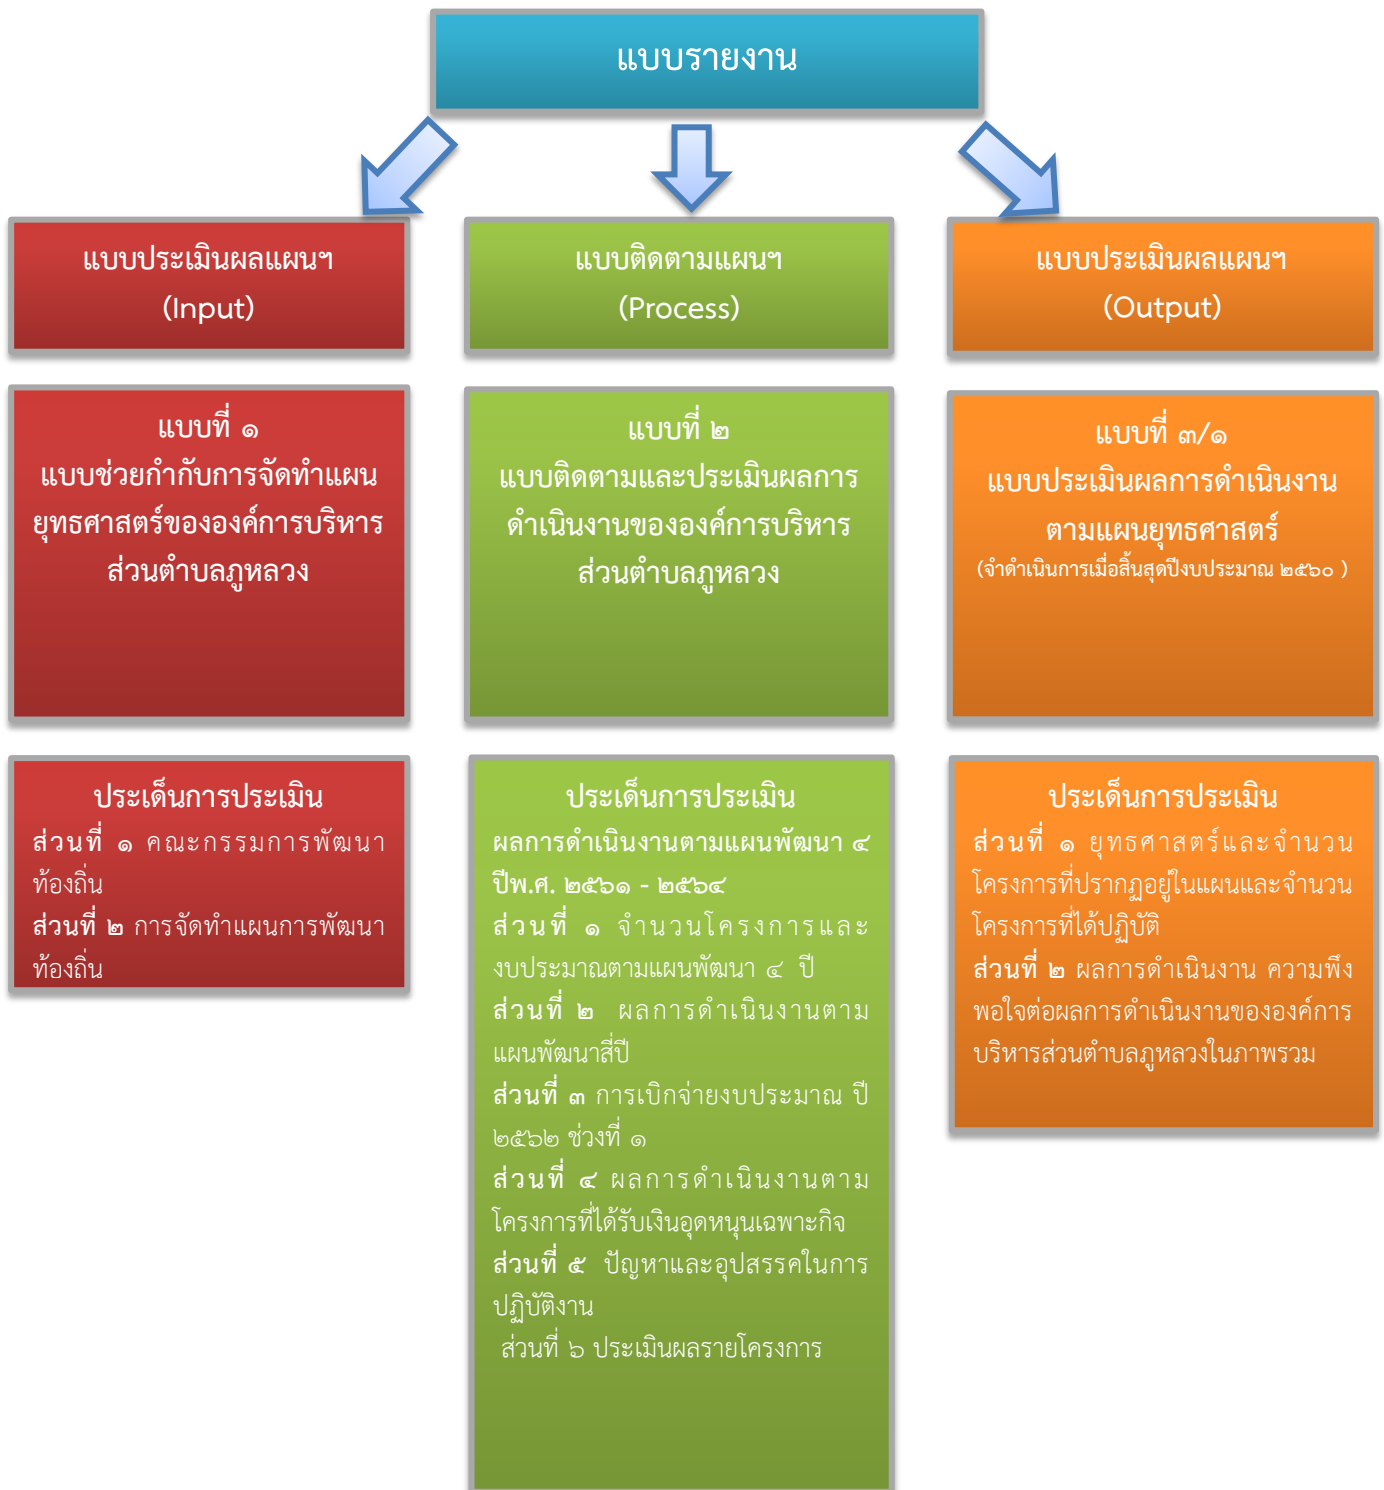 แบบรายงาน
แบบประเมินผลแผนฯ
(Input)
แบบติดตามแผนฯ
(Process)
แบบประเมินผลแผนฯ
(Output)
แบบที่ ๑
แบบช่วยกำกับการจัดทำแผน
ยุทธศาสตร์ขององค์การบริหาร
ส่วนตำบลภูหลวง
แบบที่ ๒
แบบติดตามและประเมินผลการ
ดำเนินงานขององค์การบริหาร
ส่วนตำบลภูหลวง
แบบที่ ๓/๑
แบบประเมินผลการดำเนินงาน
ตามแผนยุทธศาสตร์
(จำดำเนินการเมื่อสิ้นสุดปีงบประมาณ ๒๕๖๐ )
ประเด็นการประเมิน
ส่วนที่ ๑ คณะกรรมการพัฒนา
ท้องถิ่น
ส่วนที่ ๒ การจัดทำแผนการพัฒนา
ท้องถิ่น
ประเด็นการประเมิน
ผลการดำเนินงานตามแผนพัฒนา ๔
ปีพ.ศ. ๒๕๖๑ - ๒๕๖๔
ส่วนที่ ๑ จำนวนโครงการและ
งบประมาณตามแผนพัฒนา ๔ ปี
ส่วนที่ ๒ ผลการดำเนินงานตาม
แผนพัฒนาสี่ปี
ส่วนที่ ๓ การเบิกจ่ายงบประมาณ ปี
๒๕๖๒ ช่วงที่ ๑
ส่วนที่ ๔ ผลการดำเนินงานตาม
โครงการที่ได้รับเงินอุดหนุนเฉพาะกิจ
ส่วนที่ ๕ ปัญหาและอุปสรรคในการ
ปฏิบัติงาน
ส่วนที่ ๖ ประเมินผลรายโครงการ
ประเด็นการประเมิน
ส่วนที่ ๑ ยุทธศาสตร์และจำนวน
โครงการที่ปรากฏอยู่ในแผนและจำนวน
โครงการที่ได้ปฏิบัติ
ส่วนที่ ๒ ผลการดำเนินงาน ความพึง
พอใจต่อผลการดำเนินงานขององค์การ
บริหารส่วนตำบลภูหลวงในภาพรวม